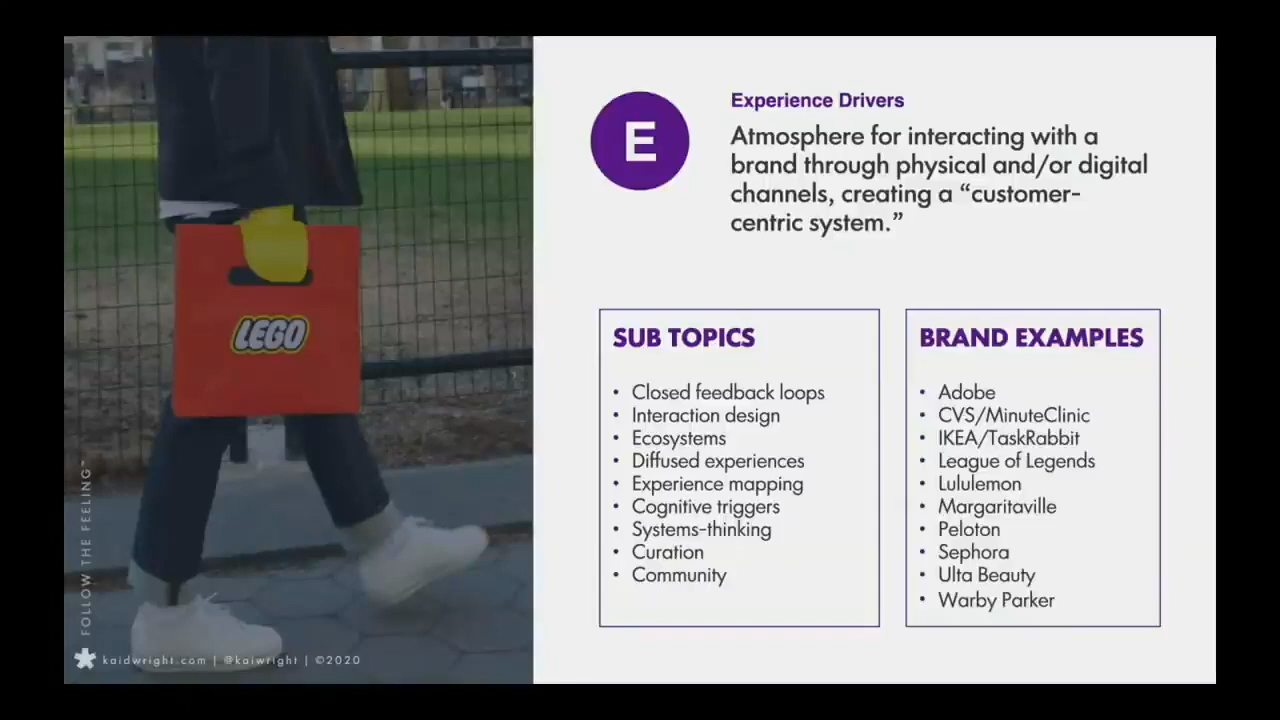 LEGO
FOLLOW THE FEELING™
kaidwright.com | @kaiwright | ©2020
E
Experience Drivers
Atmosphere for interacting with a
brand through physical and/or digital
channels, creating a “customer-
centric system.”
SUB TOPICS
• Closed feedback loops
• Interaction design
• Ecosystems
• Diffused experiences
• Experience mapping
• Cognitive triggers
• Systems-thinking
• Curation
• Community
BRAND EXAMPLES
• Adobe
• CVS/MinuteClinic
• IKEA/TaskRabbit
• League of Legends
• Lululemon
• Margaritaville
• Peloton
• Sephora
• Ulta Beauty
• Warby Parker